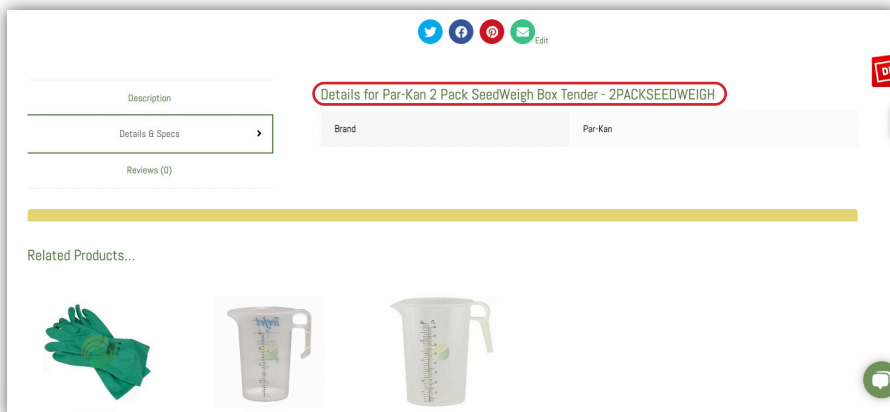 Edit
Description
Details & Specs
Reviews (0)
Details for Par-Kan 2 Pack SeedWeigh Box Tender - 2PACKSEEDWEIGH
Brand
Par-Kan
Related Products...